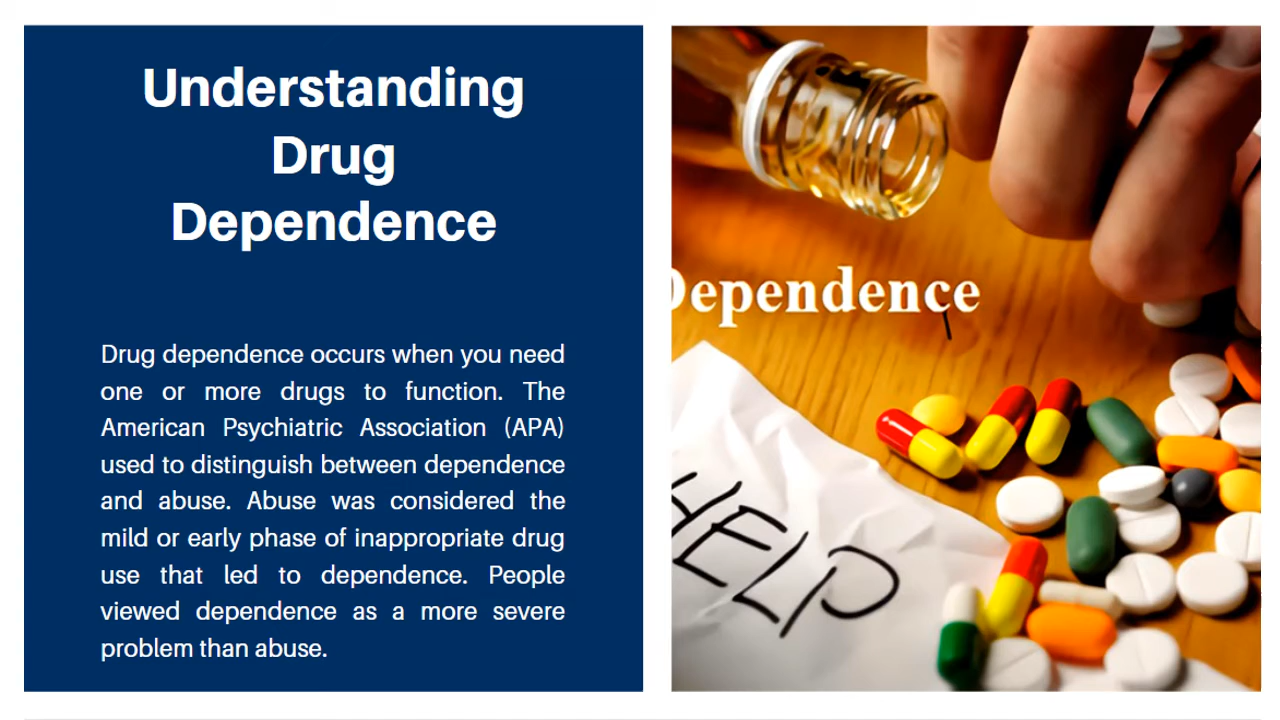 Understanding
Drug
Dependence
Drug dependence occurs when you need
one or more drugs to function. The
American Psychiatric Association (APA)
used to distinguish between dependence
and abuse. Abuse was considered the
mild or early phase of inappropriate drug
use that led to dependence. People
viewed dependence as a more severe
problem than abuse.
Dependence
HELP